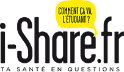 COMMENT ÇA VA,
L'ÉTUDIANT ?
i-Share.fr
TA SANTÉ EN QUESTIONS